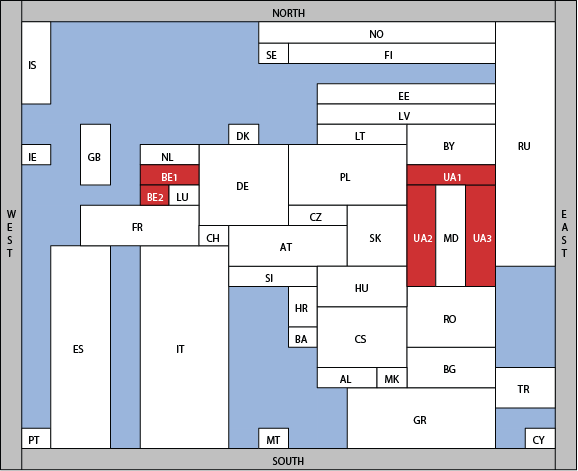 NORTH
NO
IS
SE
FI
EE
LV
DK
LT
BY
RU
IE
GB
NL
DE
PL
BE1
UA1
BE2
LU
WEST
FR
CZ
EAST
CH
AT
SK
UA2
MD
UA3
SI
HU
HR
RO
BA
CS
ES
IT
BG
AL
MK
TR
GR
PT
MT
CY
SOUTH